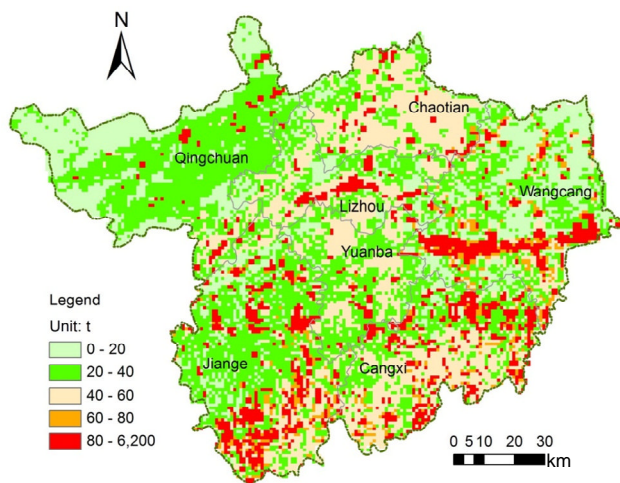 N
Chaotian
Qingchuan
Wangcang
Lizhou
Yuanba
Legend
Unit: t
0 - 20
20 - 40
40 - 60
60 - 80
80 - 6,200
Jiange
Cangxi
0 5 10 20 30
km